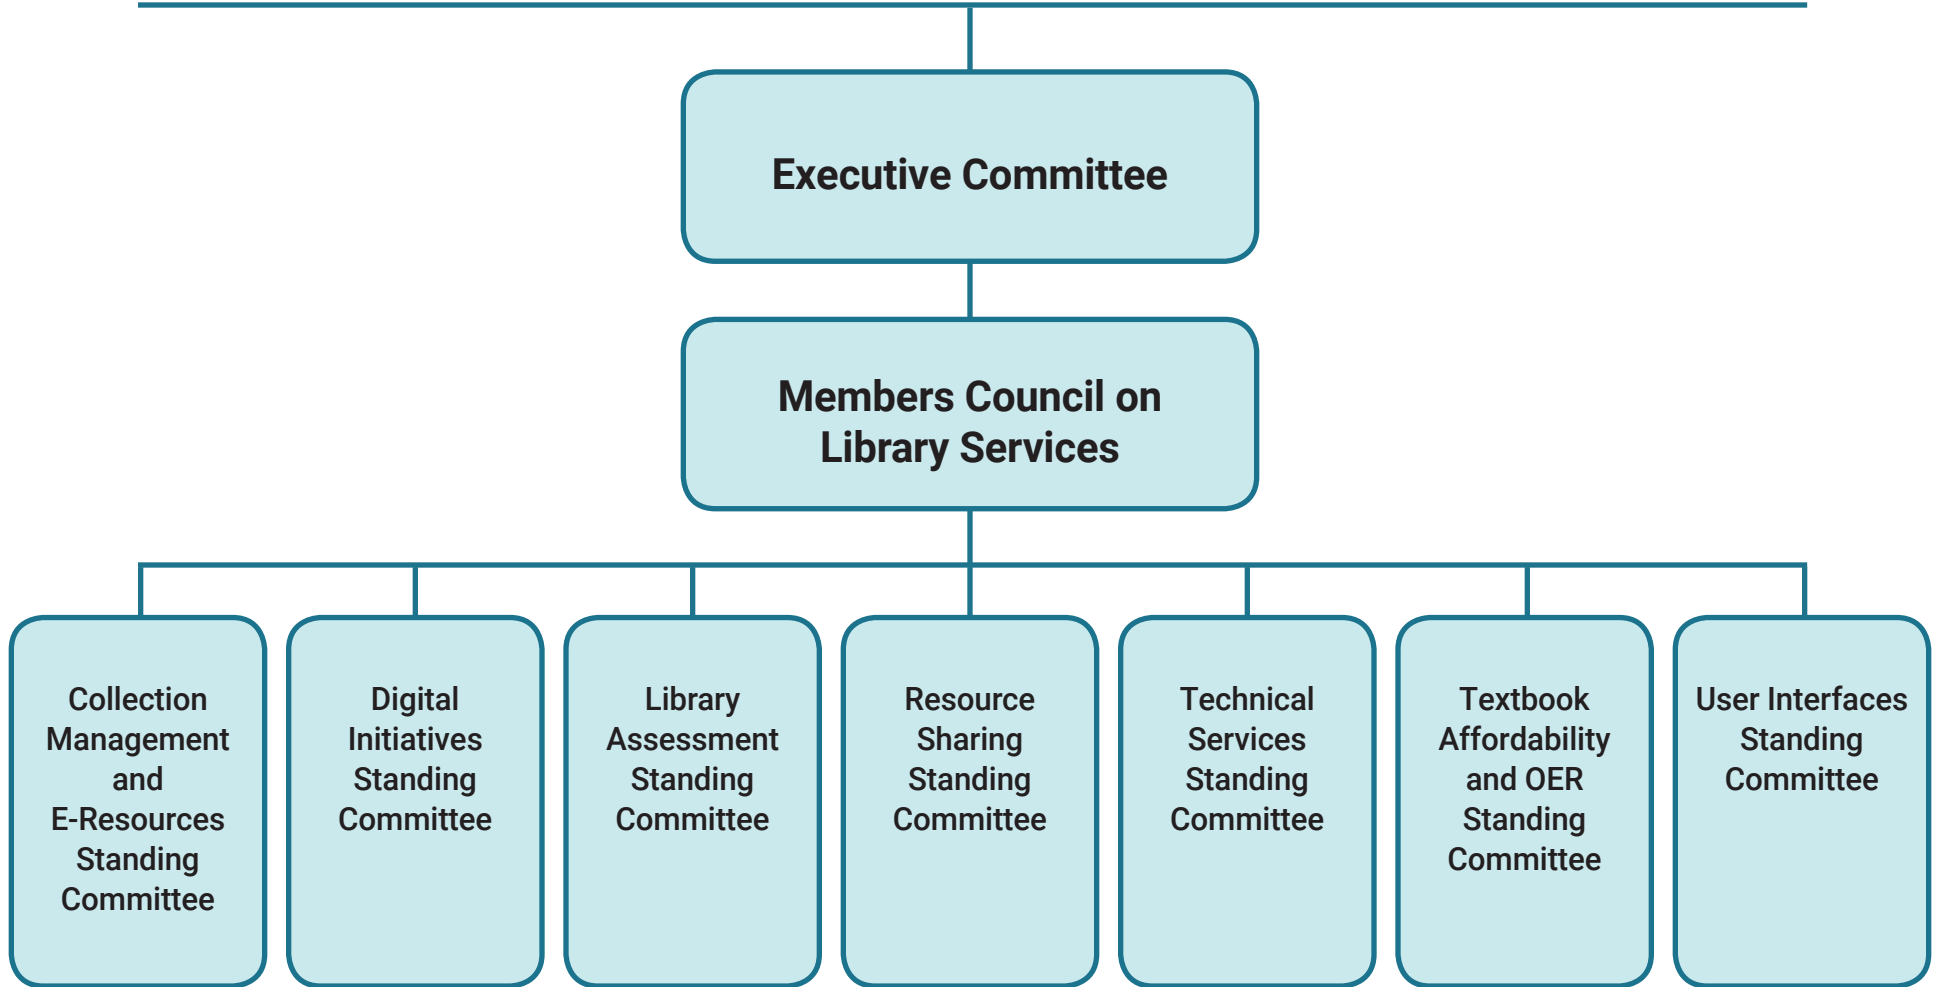 Executive Committee
Members Council on
Library Services
Collection
Management
and
E-Resources
Standing
Committee
Digital
Initiatives
Standing
Committee
Library
Assessment
Standing
Committee
Resource
Sharing
Standing
Committee
Technical
Services
Standing
Committee
Textbook
Affordability
and OER
Standing
Committee
User Interfaces
Standing
Committee